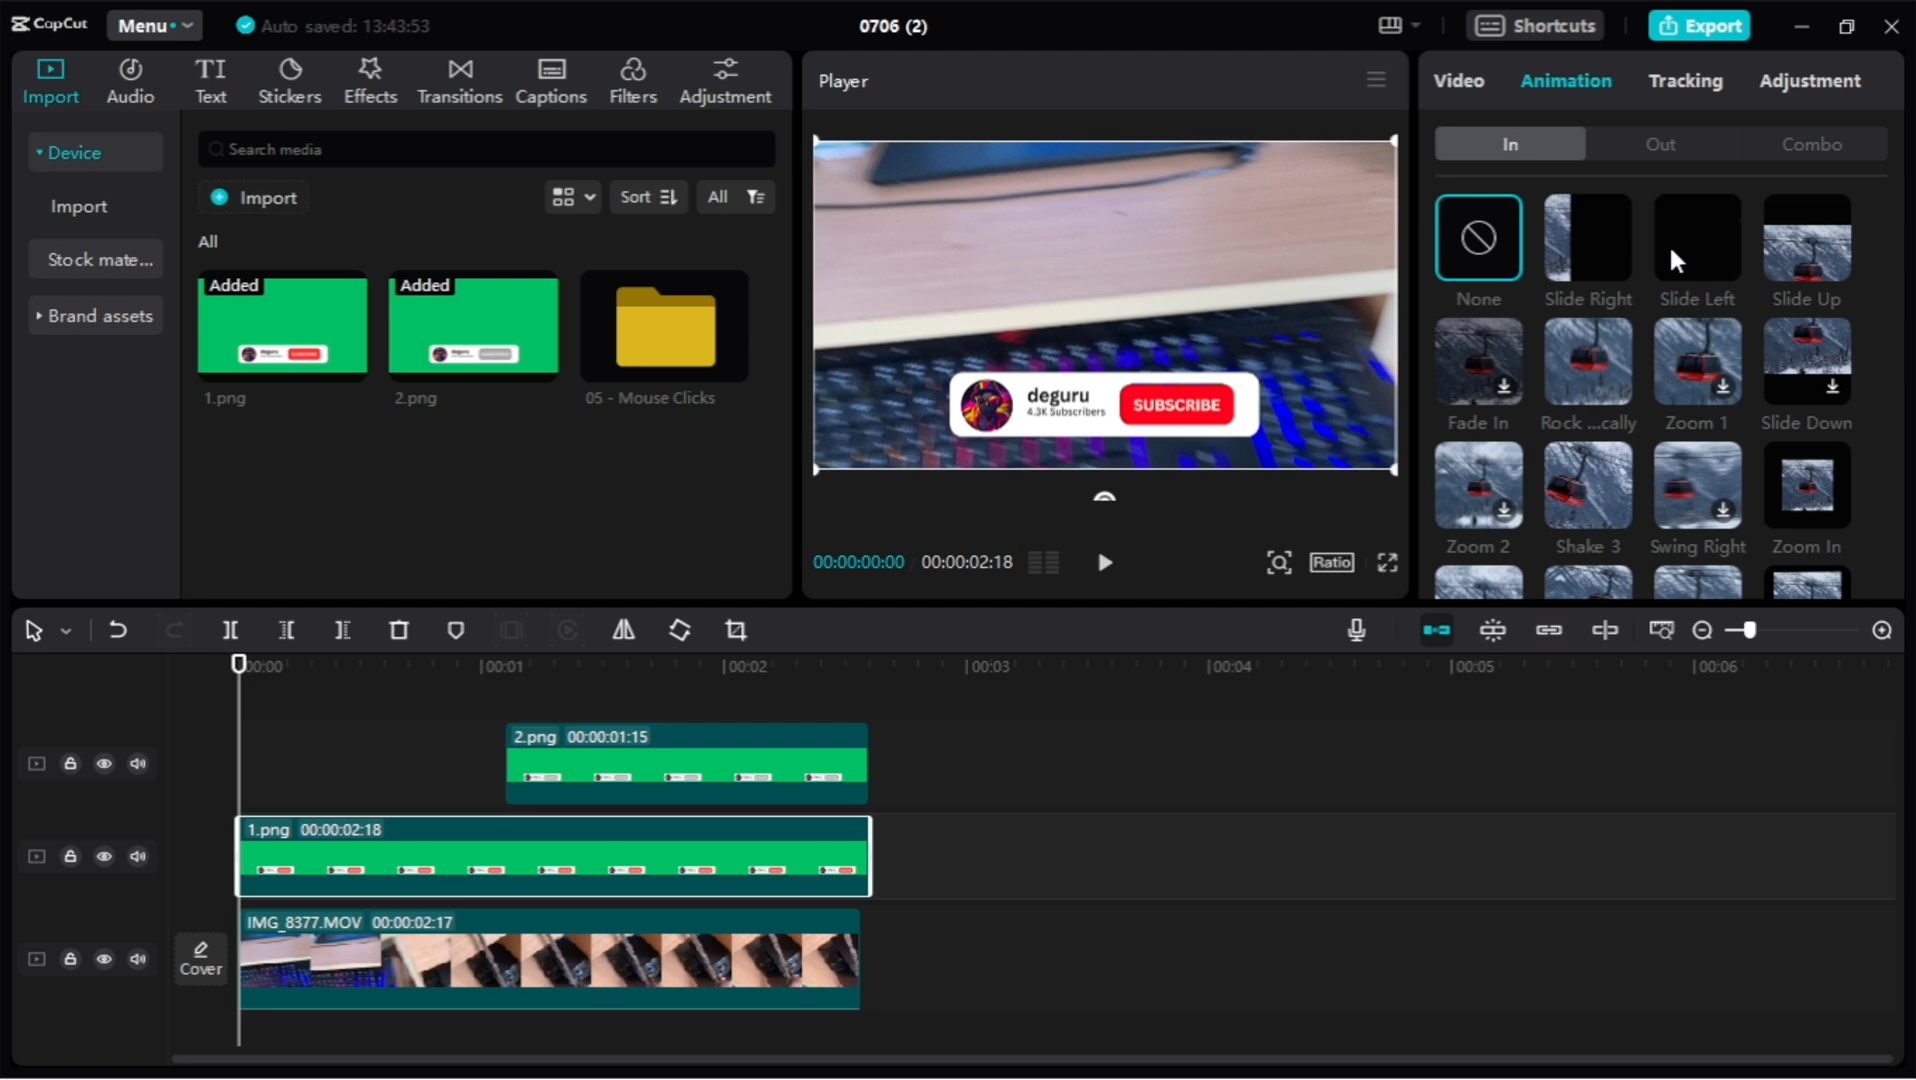 CapCut
Menu
Auto saved: 13:43:53
0706 (2)
Shortcuts
Export
Import
Audio
TI
Text
Stickers
Effects
Transitions
Captions
Filters
Adjustment
Device
Import
Stock mate...
Brand assets
Search media
Import
Sort
All
All
Added
Added
1.png
2.png
05 - Mouse Clicks
Player
deguru
4.3K Subscribers
SUBSCRIBE
00:00:00:00 / 00:00:02:18
Ratio
Video
Animation
Tracking
Adjustment
In
Out
Combo
None
Slide Right
Slide Left
Slide Up
Fade In
Rock ...cally
Zoom 1
Slide Down
Zoom 2
Shake 3
Swing Right
Zoom In
00:00
00:01
00:02
00:03
00:04
00:05
00:06
2.png 00:00:01:15
1.png 00:00:02:18
IMG_8377.MOV 00:00:02:17
Cover